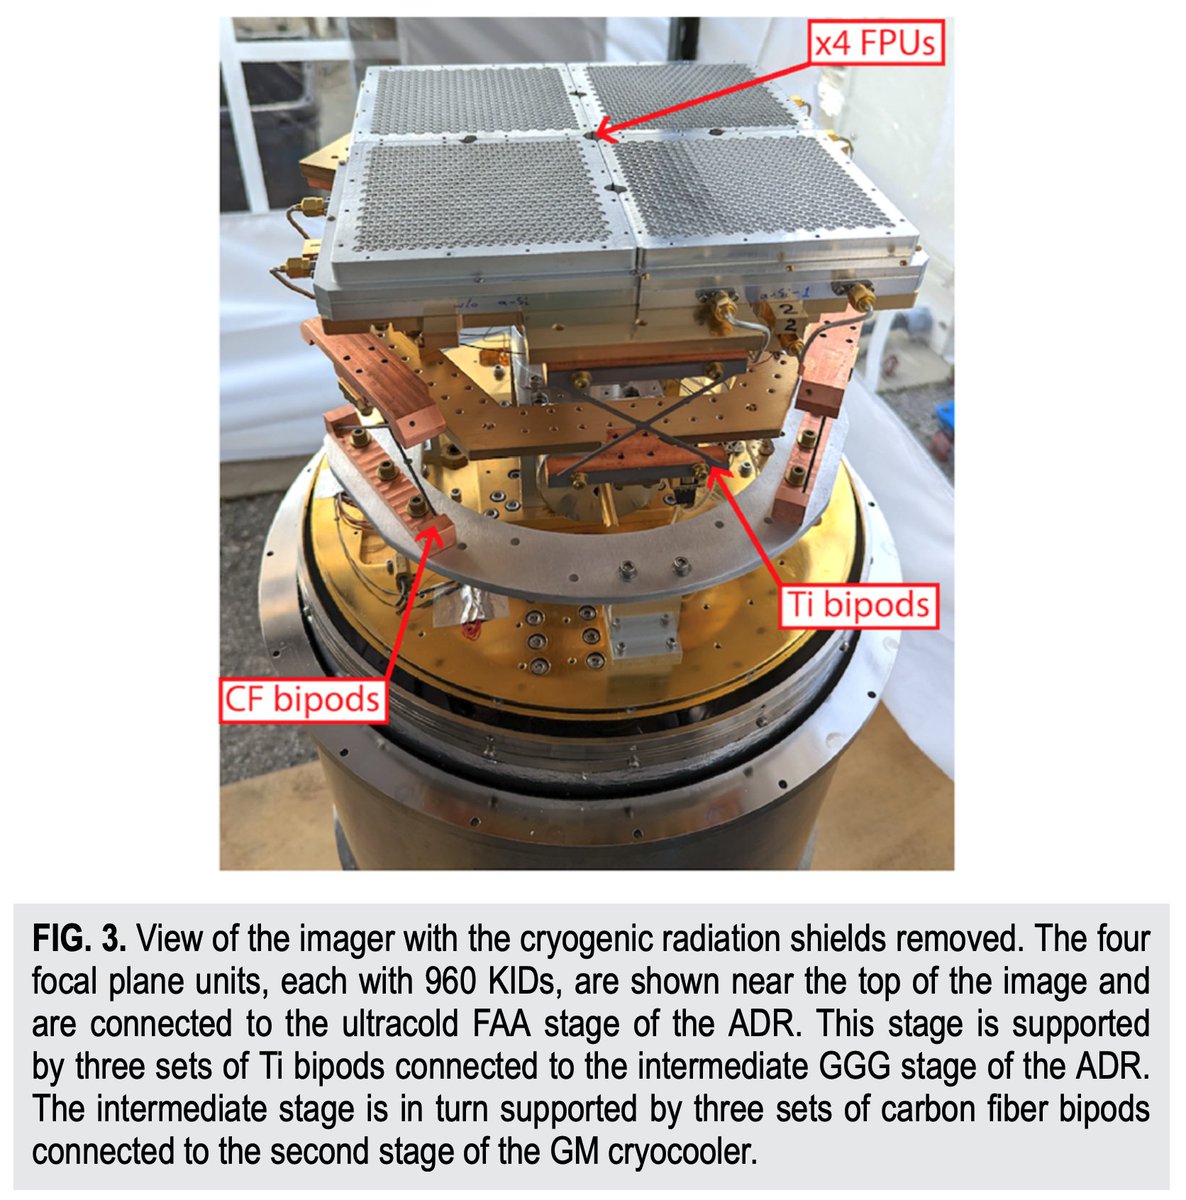 x4 FPUs
w/o a-Si
a-Si-1
2
2
Ti bipods
CF bipods
FIG. 3. View of the imager with the cryogenic radiation shields removed. The four
focal plane units, each with 960 KIDs, are shown near the top of the image and
are connected to the ultracold FAA stage of the ADR. This stage is supported
by three sets of Ti bipods connected to the intermediate GGG stage of the ADR.
The intermediate stage is in turn supported by three sets of carbon fiber bipods
connected to the second stage of the GM cryocooler.